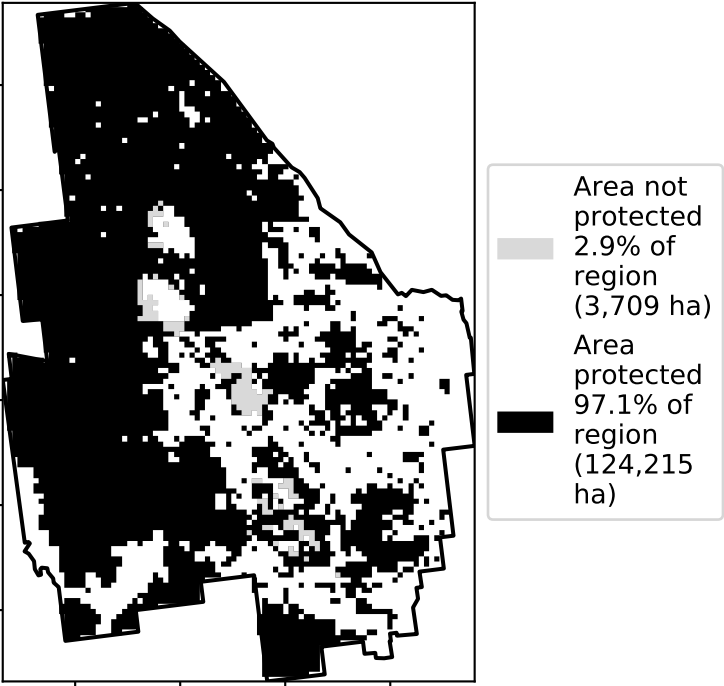 Area not
protected
2.9% of
region
(3,709 ha)
Area
protected
97.1% of
region
(124,215
ha)